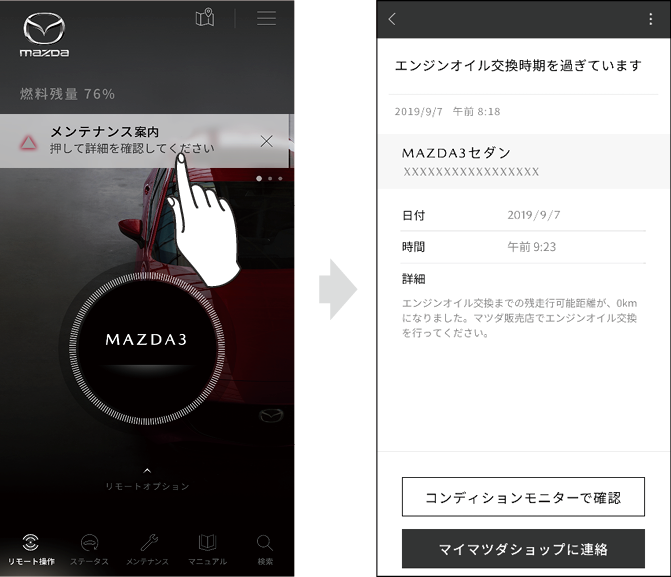 mazda
燃料残量 76%
メンテナンス案内
押して詳細を確認してください
MAZDA3
リモートオプション
リモート操作 ステータス メンテナンス マニュアル 検索
エンジンオイル交換時期を過ぎています
2019/9/7 午前 8:18
MAZDA3セダン
XXXXXXXXXXXXXXXXX
日付 2019/9/7
時間 午前 9:23
詳細
エンジンオイル交換までの残走行可能距離が、0km
になりました。マツダ販売店でエンジンオイル交換
を行ってください。
コンディションモニターで確認
マイマツダショップに連絡